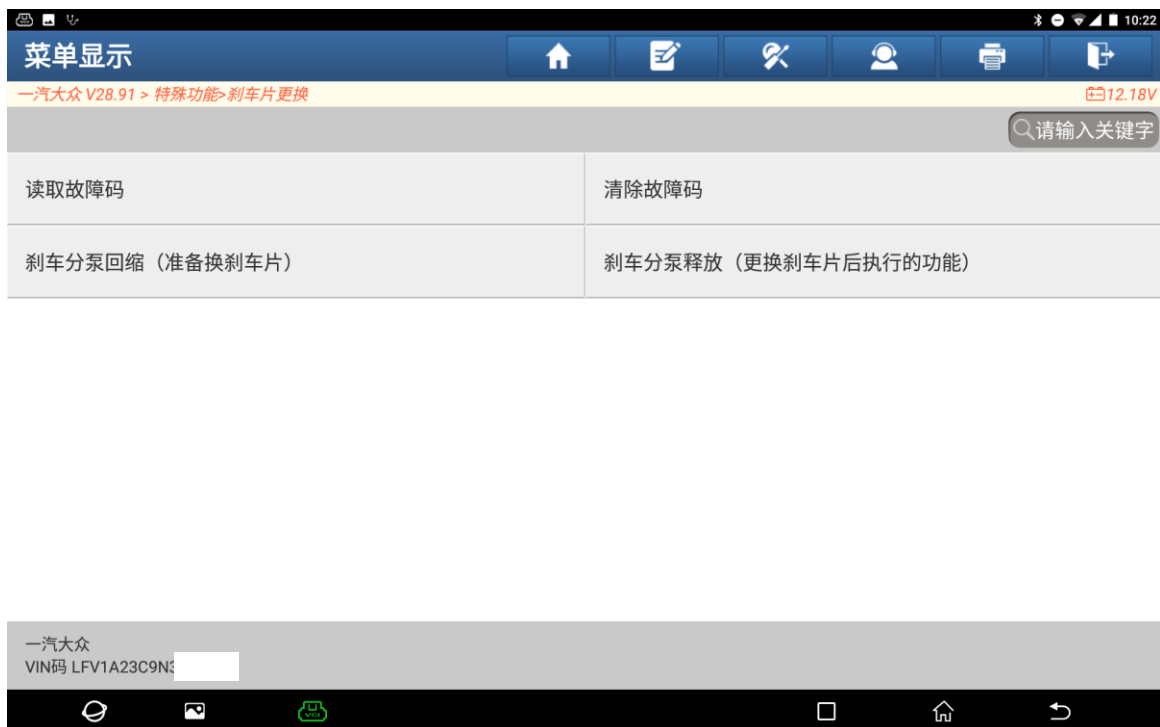 10:22
菜单显示
一汽大众 V28.91 > 特殊功能>刹车片更换
12.18V
请输入关键字
读取故障码
清除故障码
刹车分泵回缩（准备换刹车片）
刹车分泵释放（更换刹车片后执行的功能）
一汽大众
VIN码 LFV1A23C9N3
VCI